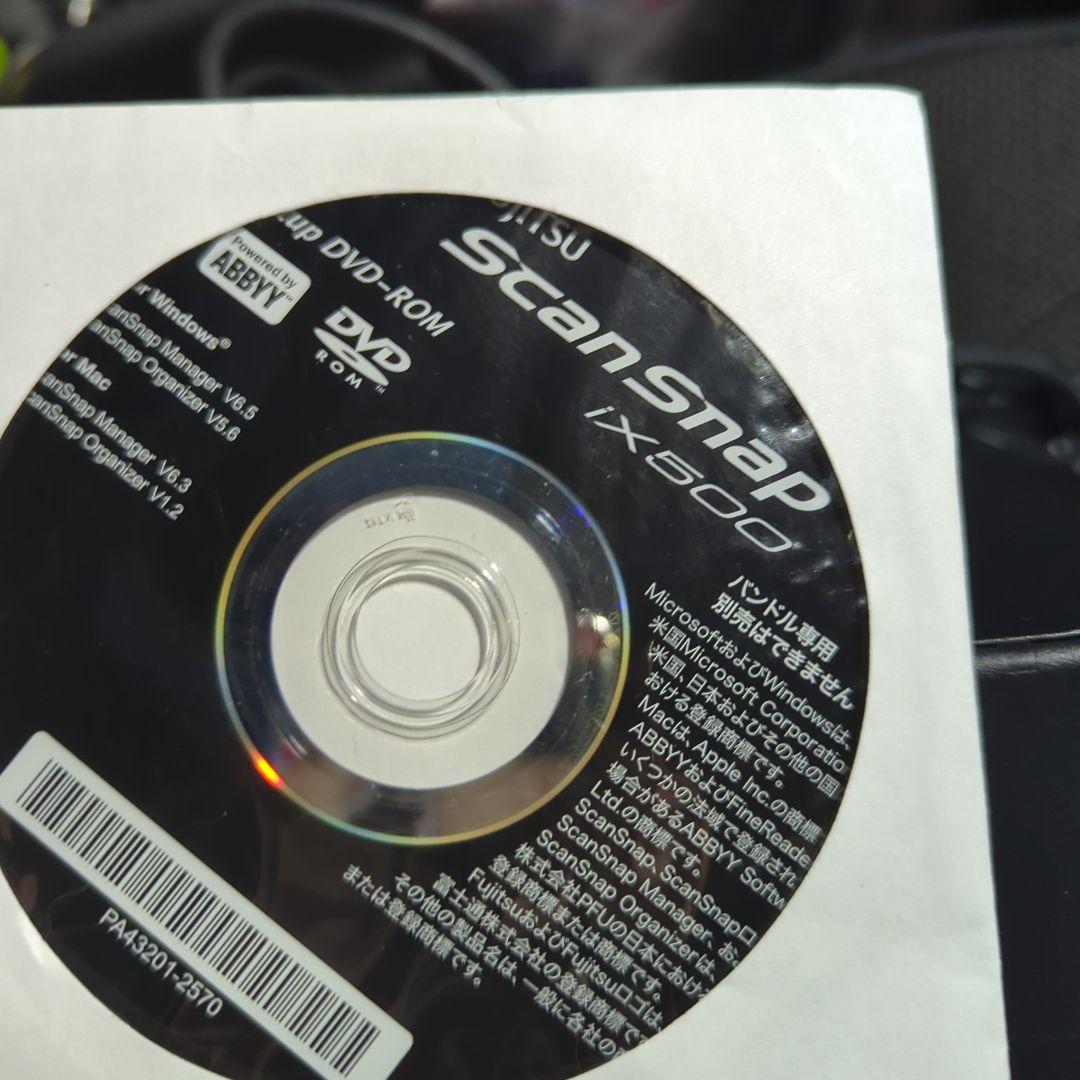 JITSU
ScanSnap
iX500
up DVD-ROM
Powered by
ABBYY™
DVD
ROM™
Windows®
anSnap Manager V6.5
anSnap Organizer V5.6
r Mac
anSnap Manager V6.3
canSnap Organizer V1.2
バンドル専用
別売はできません
MicrosoftおよびWindowsは、
米国Microsoft Corporatio
米国、日本およびその他の国
おける登録商標です。
Macは、Apple Inc.の商標
ABBYYおよびFineReade
いくつかの法域で登録され
場合があるABBYY Softw
Ltd.の商標です。
ScanSnap、ScanSnapロ
ScanSnap Manager、お
ScanSnap Organizerは、
株式会社PFUの日本におけ
登録商標または商標です。
FujitsuおよびFujitsuロゴは、
富士通株式会社の登録商標で
その他の製品名は、一般に各社の
または登録商標です。
PA43201-2570